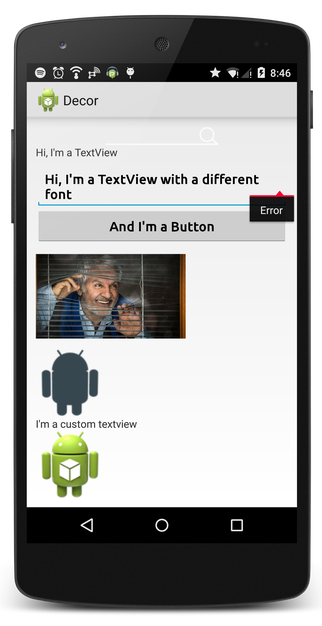 8:46
Decor
Hi, I'm a TextView
Hi, I'm a TextView with a different
font
Error
And I'm a Button
I'm a custom textview